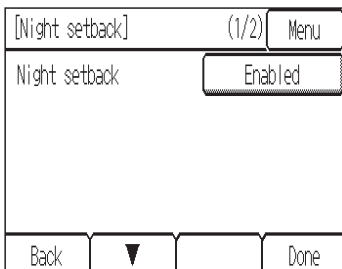 [Night setback] (1/2) Menu
Night setback Enabled
Back ▼ Done